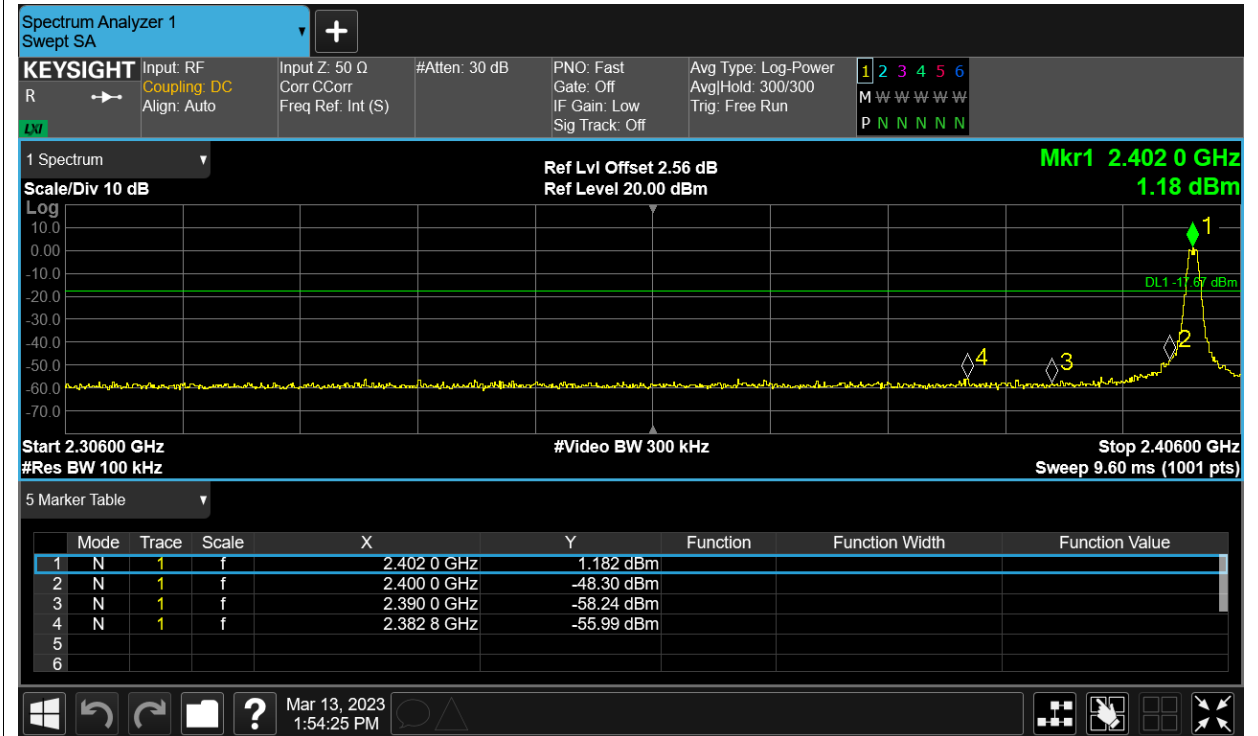 Spectrum Analyzer 1
Swept SA
KEYSIGHT
R
LXI
Input: RF
Coupling: DC
Align: Auto
Input Z: 50 Ω
Corr CCorr
Freq Ref: Int (S)
#Atten: 30 dB
PNO: Fast
Gate: Off
IF Gain: Low
Sig Track: Off
Avg Type: Log-Power
Avg|Hold: 300/300
Trig: Free Run
1 2 3 4 5 6
M W W W W W
P N N N N N
1 Spectrum
Scale/Div 10 dB
Ref Lvl Offset 2.56 dB
Ref Level 20.00 dBm
Mkr1 2.402 0 GHz
1.18 dBm
Log
10.0
0.00
-10.0
-20.0
-30.0
-40.0
-50.0
-60.0
-70.0
1
DL1 -17.67 dBm
2
4
3
Start 2.30600 GHz
#Video BW 300 kHz
Stop 2.40600 GHz
#Res BW 100 kHz
Sweep 9.60 ms (1001 pts)
5 Marker Table
Mode Trace Scale X Y Function Function Width Function Value
1 N 1 f 2.402 0 GHz 1.182 dBm
2 N 1 f 2.400 0 GHz -48.30 dBm
3 N 1 f 2.390 0 GHz -58.24 dBm
4 N 1 f 2.382 8 GHz -55.99 dBm
5
6
?
Mar 13, 2023
1:54:25 PM